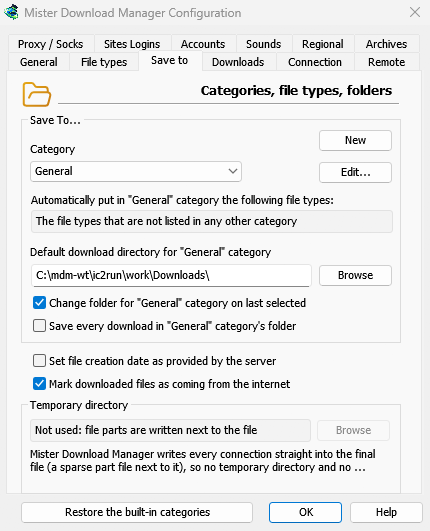 Mister Download Manager Configuration
Proxy / Socks Sites Logins Accounts Sounds Regional Archives
General File types Save to Downloads Connection Remote
Categories, file types, folders
Save To...
New
Category
General
Edit...
Automatically put in "General" category the following file types:
The file types that are not listed in any other category
Default download directory for "General" category
C:\mdm-wt\ic2run\work\Downloads\ Browse
Change folder for "General" category on last selected
Save every download in "General" category's folder
Set file creation date as provided by the server
Mark downloaded files as coming from the internet
Temporary directory
Not used: file parts are written next to the file Browse
Mister Download Manager writes every connection straight into the final
file (a sparse part file next to it), so no temporary directory and no ...
Restore the built-in categories OK Help